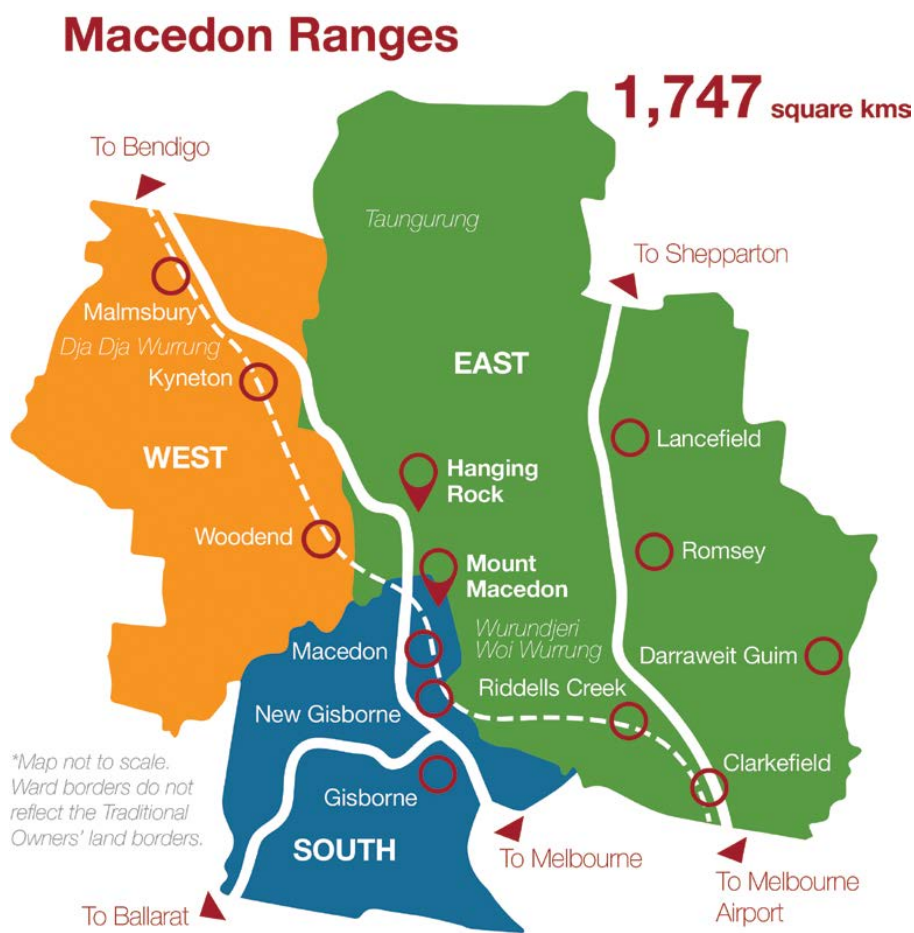 Macedon Ranges
1,747 square kms
To Bendigo
Taungurung
To Shepparton
Malmsbury
Dja Dja Wurrung
Kyneton
EAST
Lancefield
WEST
Hanging
Rock
Woodend
Romsey
Mount
Macedon
Wurundjeri
Woi Wurrung
Macedon
Darraweit Guim
Riddells Creek
New Gisborne
*Map not to scale.
Ward borders do not
reflect the Traditional
Owners' land borders.
Clarkefield
Gisborne
SOUTH
To Melbourne
To Melbourne
Airport
To Ballarat